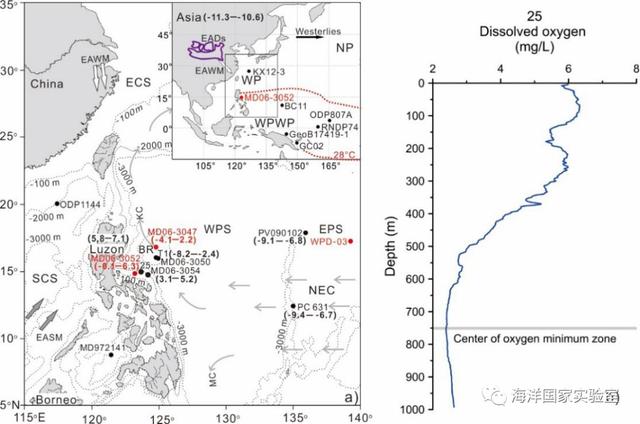 35°
30°
25°
20°
15°
10°
5°N
115°E
120°
125°
130°
135°
140°
China
EAWM
ECS
-100 m
-2000 m
-3000 m
KC
-100 m
ODP1144
-2000 m
-3000 m
(5.8~7.1)
Luzon
MD06-3052
(-8.1~6.3)
MD06-3047
(-4.1~2.2)
BR
T1(-8.2~-2.4)
MD06-3050
25
MD06-3054
(3.1~5.2)
100 m
WPS
PV090102
(-9.1~-6.8)
EPS
WPD-03
SCS
EASM
MD972141
NEC
PC 631
(-9.4~-6.7)
-3000 m
-3000 m
MC
Borneo
a)
Asia(-11.3~-10.6)
Westerlies
EADs
NP
EAWM
WP
KX12-3
MD06-3052
BC11
ODP807A
WPWP
RNDP74
GeoB17419-1
GC02
28°C
45°
30°
15°
0°
105°
120°
135°
150°
165°
25
Dissolved oxygen
(mg/L)
2
4
6
8
0
100
200
300
400
500
600
700
800
900
1000
Depth (m)
Center of oxygen minimum zone
海洋国家实验室